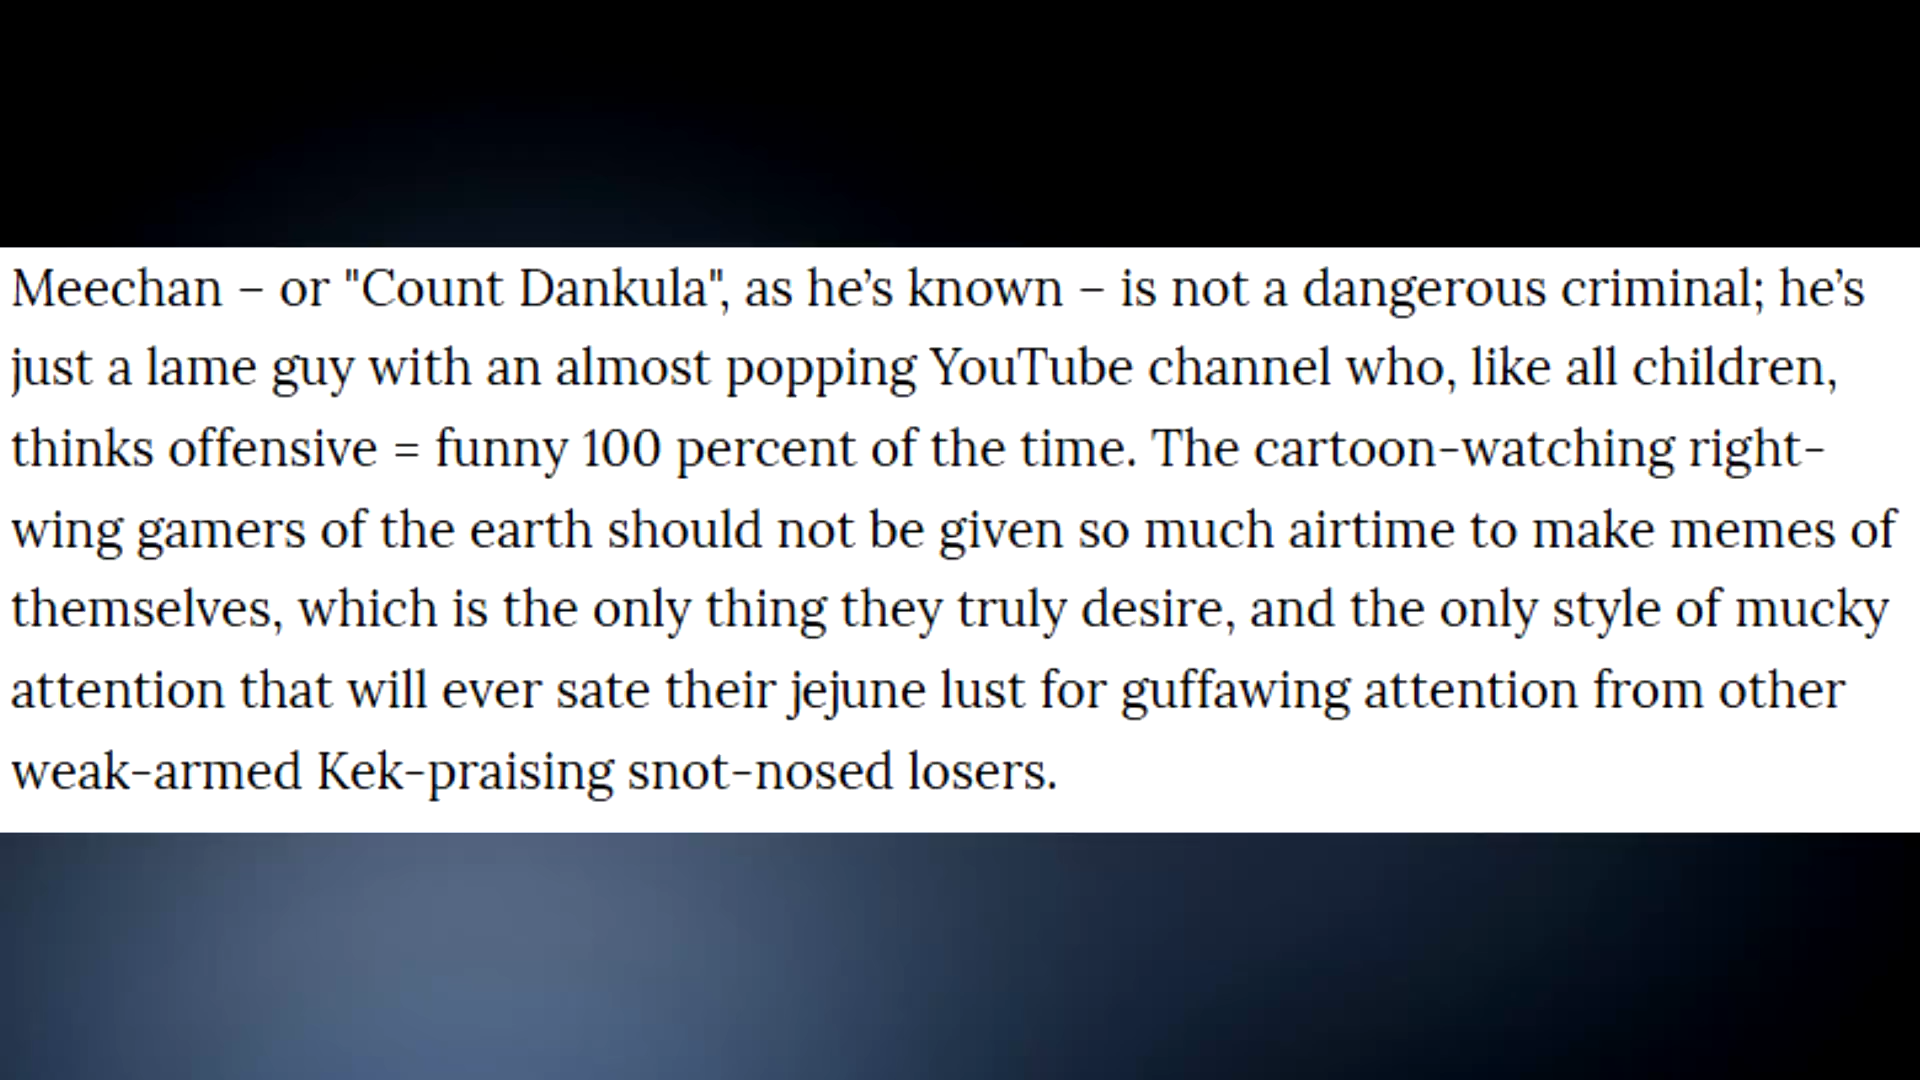 Meechan – or "Count Dankula", as he’s known – is not a dangerous criminal; he’s
just a lame guy with an almost popping YouTube channel who, like all children,
thinks offensive = funny 100 percent of the time. The cartoon-watching right-
wing gamers of the earth should not be given so much airtime to make memes of
themselves, which is the only thing they truly desire, and the only style of mucky
attention that will ever sate their jejune lust for guffawing attention from other
weak-armed Kek-praising snot-nosed losers.